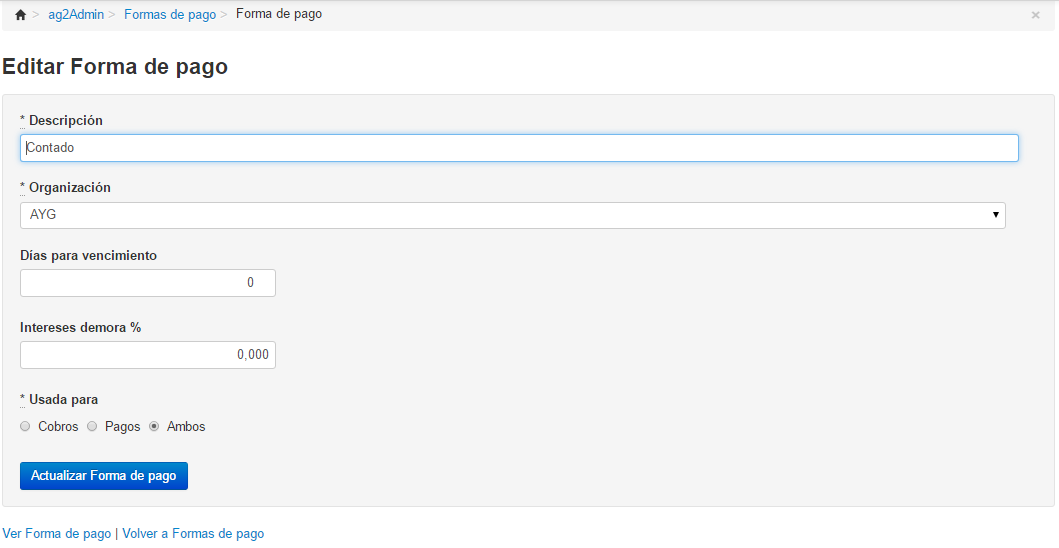 > ag2Admin > Formas de pago > Forma de pago ×
Editar Forma de pago
* Descripción
Contado
* Organización
AYG
Días para vencimiento
0
Intereses demora %
0,000
* Usada para
Cobros Pagos Ambos
Actualizar Forma de pago
Ver Forma de pago | Volver a Formas de pago